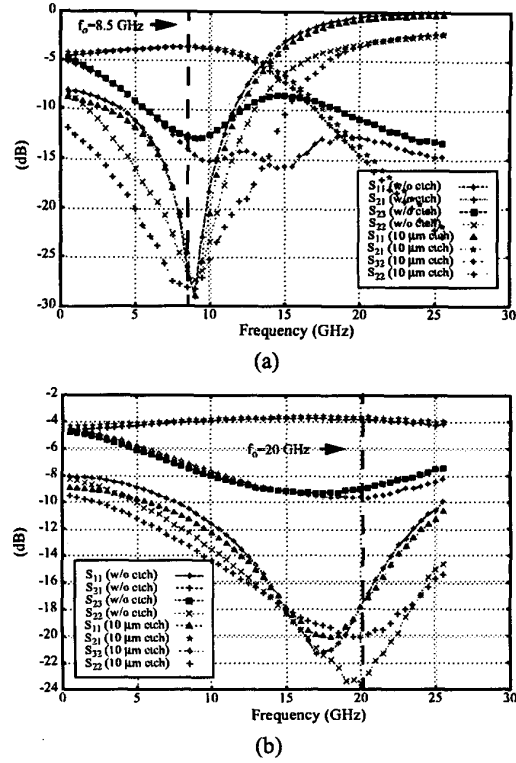 f₀=8.5 GHz
0
-5
-10
-15
-20
-25
-30
(dB)
S₁₁ (w/o etch)
S₂₁ (w/o etch)
S₂₃ (w/o etch)
S₂₂ (w/o etch)
S₁₁ (10 μm etch)
S₂₁ (10 μm etch)
S₃₂ (10 μm etch)
S₂₂ (10 μm etch)
0 5 10 15 20 25 30
Frequency (GHz)
(a)
-2
-4
-6
-8
-10
-12
-14
-16
-18
-20
-22
-24
(dB)
f₀=20 GHz
S₁₁ (w/o etch)
S₂₁ (w/o etch)
S₂₃ (w/o etch)
S₂₂ (w/o etch)
S₁₁ (10 μm etch)
S₂₁ (10 μm etch)
S₃₂ (10 μm etch)
S₂₂ (10 μm etch)
0 5 10 15 20 25 30
Frequency (GHz)
(b)